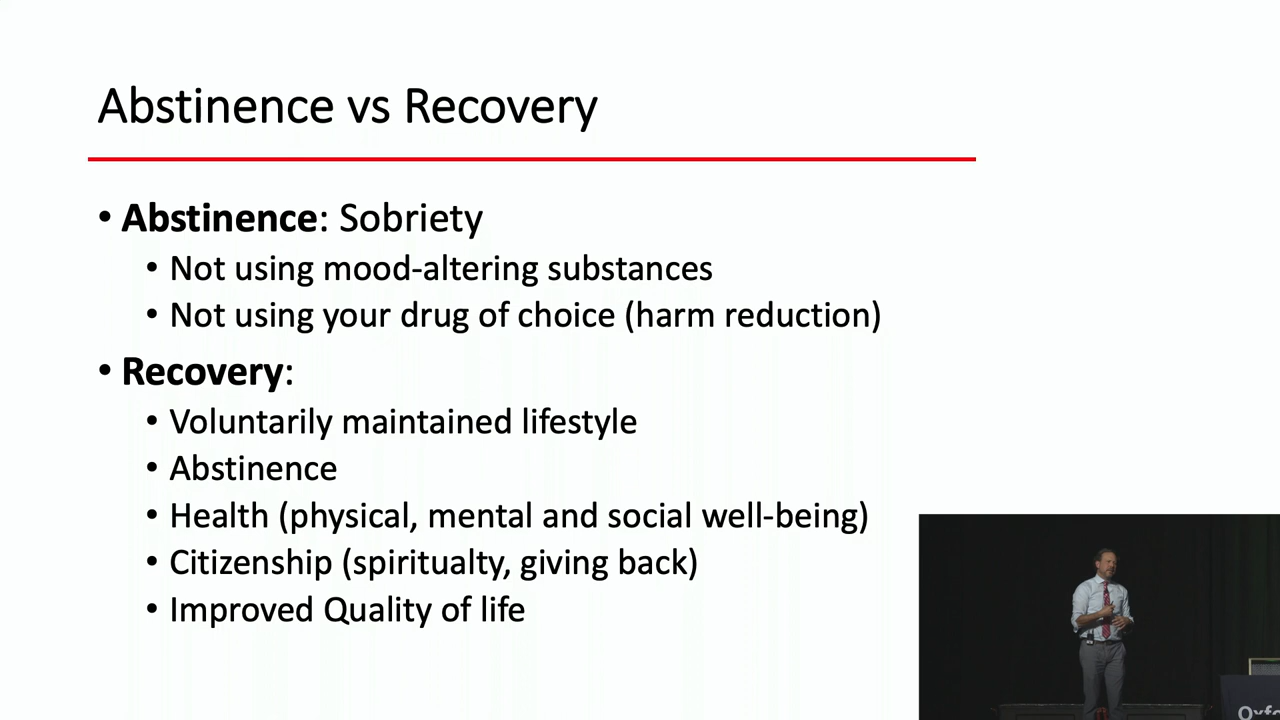 Abstinence vs Recovery
• Abstinence: Sobriety
• Not using mood-altering substances
• Not using your drug of choice (harm reduction)
• Recovery:
• Voluntarily maintained lifestyle
• Abstinence
• Health (physical, mental and social well-being)
• Citizenship (spiritualty, giving back)
• Improved Quality of life
Oxfo